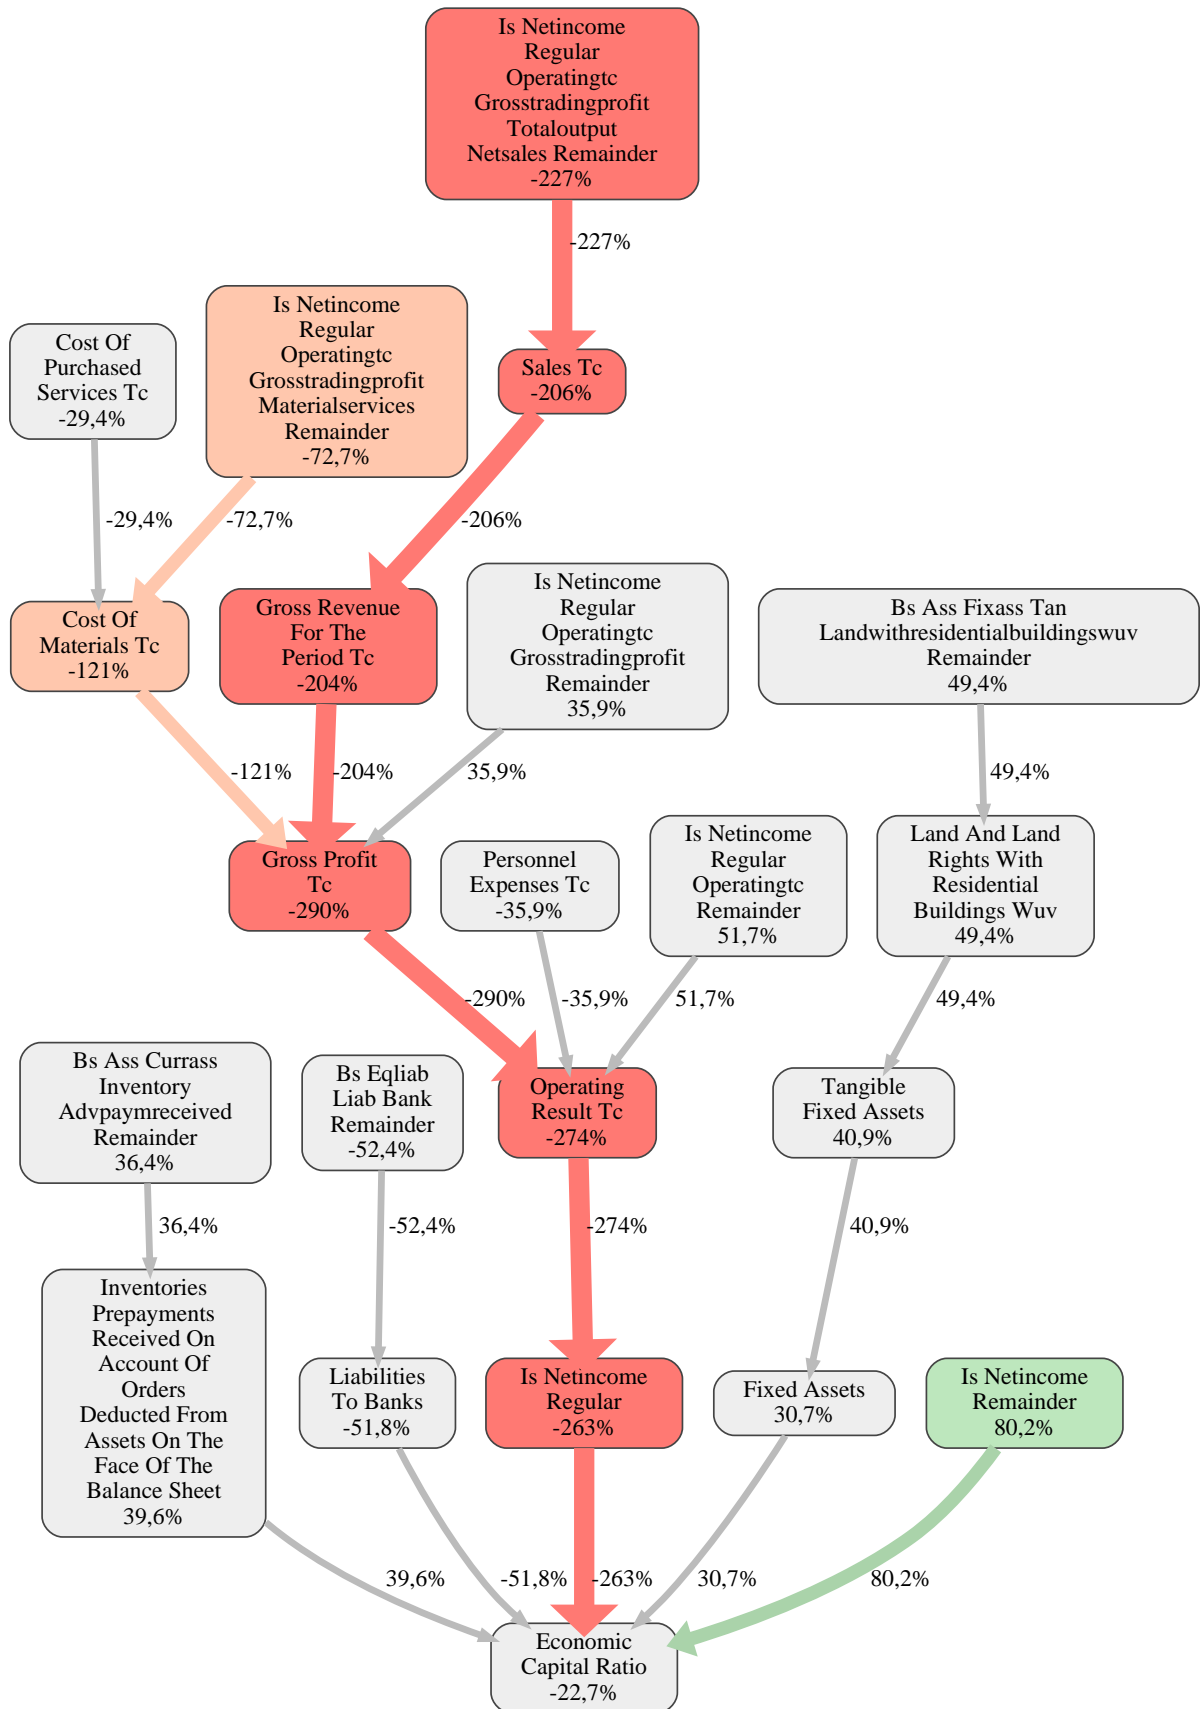 Is Netincome
Regular
Operatingtc
Grosstradingprofit
Totaloutput
Netsales Remainder
-227%
-227%
Cost Of
Purchased
Services Tc
-29,4%
Is Netincome
Regular
Operatingtc
Grosstradingprofit
Materialservices
Remainder
-72,7%
Sales Tc
-206%
-29,4%
-72,7%
-206%
Cost Of
Materials Tc
-121%
Gross Revenue
For The
Period Tc
-204%
Is Netincome
Regular
Operatingtc
Grosstradingprofit
Remainder
35,9%
Bs Ass Fixass Tan
Landwithresidentialbuildingswuv
Remainder
49,4%
-121%
-204%
35,9%
49,4%
Gross Profit
Tc
-290%
Personnel
Expenses Tc
-35,9%
Is Netincome
Regular
Operatingtc
Remainder
51,7%
Land And Land
Rights With
Residential
Buildings Wuv
49,4%
-290%
-35,9%
51,7%
49,4%
Bs Ass Currass
Inventory
Advpaymreceived
Remainder
36,4%
Bs Eqliab
Liab Bank
Remainder
-52,4%
Operating
Result Tc
-274%
Tangible
Fixed Assets
40,9%
36,4%
-52,4%
-274%
40,9%
Inventories
Prepayments
Received On
Account Of
Orders
Deducted From
Assets On The
Face Of The
Balance Sheet
39,6%
Liabilities
To Banks
-51,8%
Is Netincome
Regular
-263%
Fixed Assets
30,7%
Is Netincome
Remainder
80,2%
39,6%
-51,8%
-263%
30,7%
80,2%
Economic
Capital Ratio
-22,7%